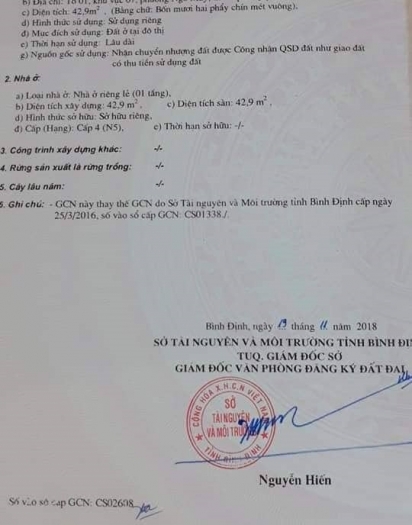 b) Địa chỉ:
c) Diện tích: 42,9m², (Bằng chữ: Bốn mươi hai phẩy chín mét vuông),
d) Hình thức sử dụng: Sử dụng riêng
đ) Mục đích sử dụng: Đất ở tại đô thị
e) Thời hạn sử dụng: Lâu dài
g) Nguồn gốc sử dụng: Nhận chuyển nhượng đất được Công nhận QSD đất như giao đất
có thu tiền sử dụng đất
2. Nhà ở:
a) Loại nhà ở: Nhà ở riêng lẻ (01 tầng),
b) Diện tích xây dựng: 42,9 m², c) Diện tích sàn: 42,9 m²,
d) Hình thức sở hữu: Sở hữu riêng,
đ) Cấp (Hạng): Cấp 4 (N5), e) Thời hạn sở hữu: -/-
3. Công trình xây dựng khác: -/-
4. Rừng sản xuất là rừng trồng: -/-
5. Cây lâu năm: -/-
6. Ghi chú: - GCN này thay thế GCN do Sở Tài nguyên và Môi trường tỉnh Bình Định cấp ngày
25/3/2016, số vào sổ cấp GCN: CS01338./.
Bình Định, ngày 13 tháng 11 năm 2018
SỞ TÀI NGUYÊN VÀ MÔI TRƯỜNG TỈNH BÌNH ĐỊ
TUQ. GIÁM ĐỐC SỞ
GIÁM ĐỐC VĂN PHÒNG ĐĂNG KÝ ĐẤT ĐAI
CỘNG HÒA X.H.C.N VIỆT NAM
SỞ
TÀI NGUYÊN
VÀ MÔI TRƯỜNG
TỈNH BÌNH ĐỊNH
Nguyễn Hiến
Số vào sổ cấp GCN: CS02608